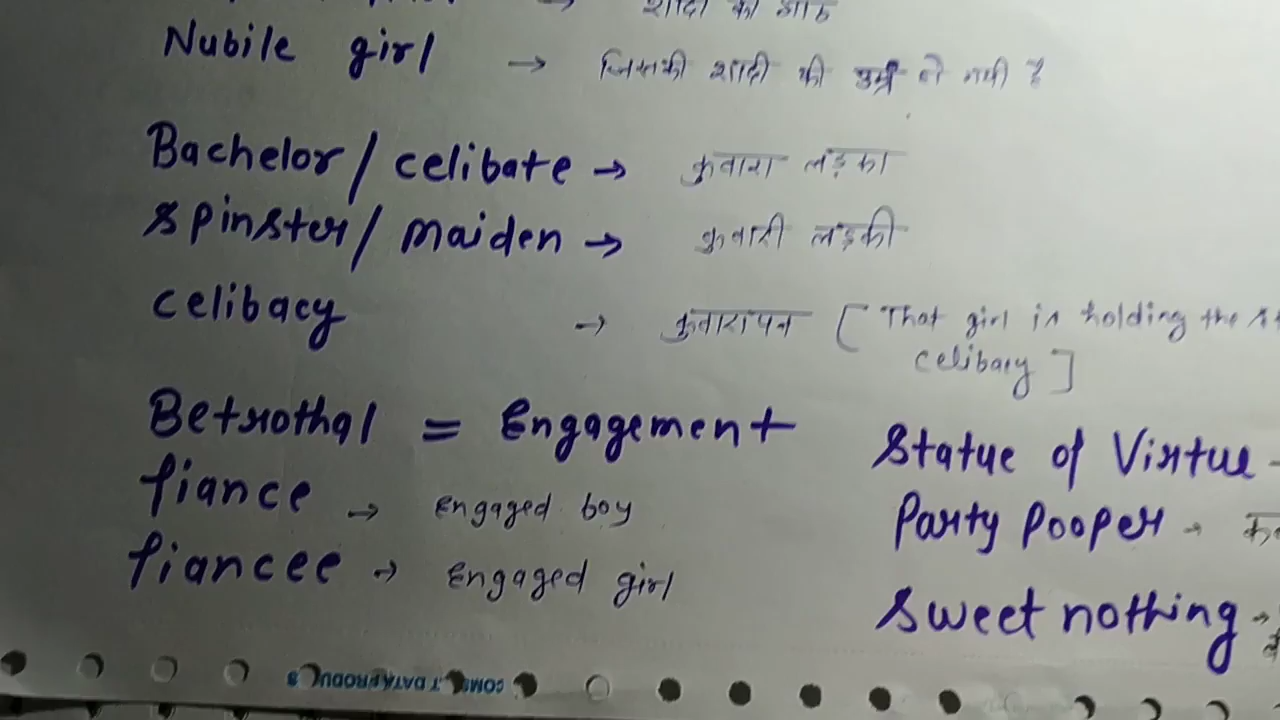 शादी की
Nubile girl → जिसकी शादी की उम्र हो गयी है
Bachelor / celibate → कुवारा लड़का
Spinster / maiden → कुवारी लड़की
celibacy → कुवारापन [ That girl is holding the
celibacy ]
Betrothal = Engagement
fiance → Engaged boy
fiancee → Engaged girl
Statue of Virtue -
Party Pooper →
Sweet nothing →